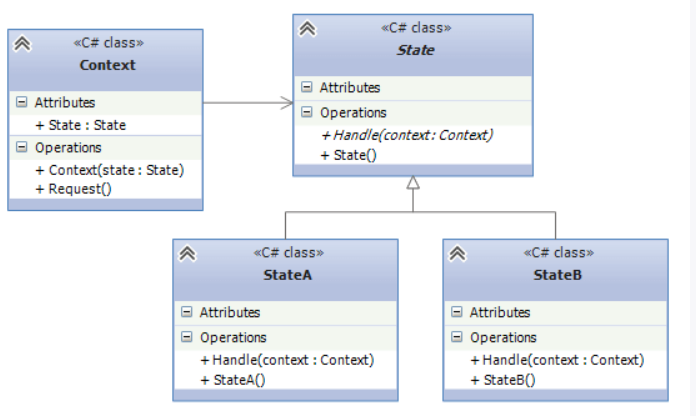 «C# class»
Context
Attributes
+ State : State
Operations
+ Context(state : State)
+ Request()
«C# class»
State
Attributes
Operations
+ Handle(context : Context)
+ State()
«C# class»
StateA
Attributes
Operations
+ Handle(context : Context)
+ StateA()
«C# class»
StateB
Attributes
Operations
+ Handle(context : Context)
+ StateB()